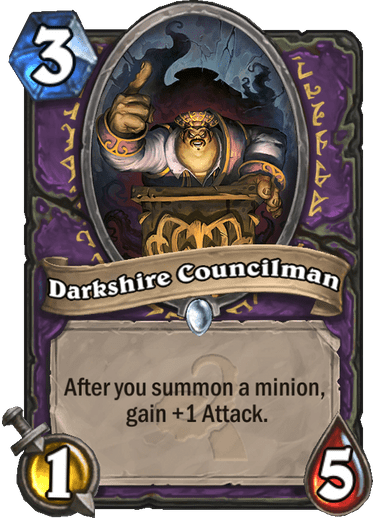 3
Darkshire Councilman
After you summon a minion,
gain +1 Attack.
1
5